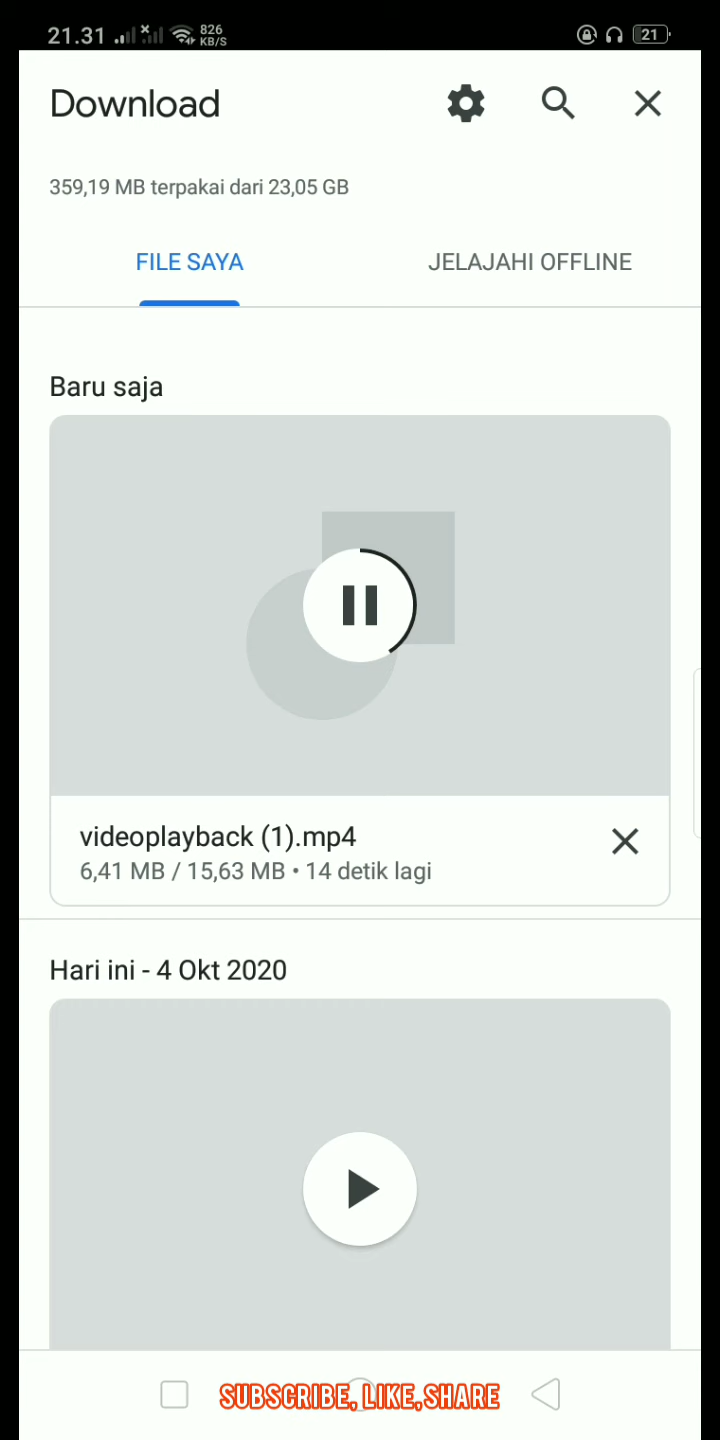 21.31 826 KB/S 21
Download
359,19 MB terpakai dari 23,05 GB
FILE SAYA JELAJAHI OFFLINE
Baru saja
videoplayback (1).mp4
6,41 MB / 15,63 MB • 14 detik lagi
Hari ini - 4 Okt 2020
SUBSCRIBE, LIKE,SHARE